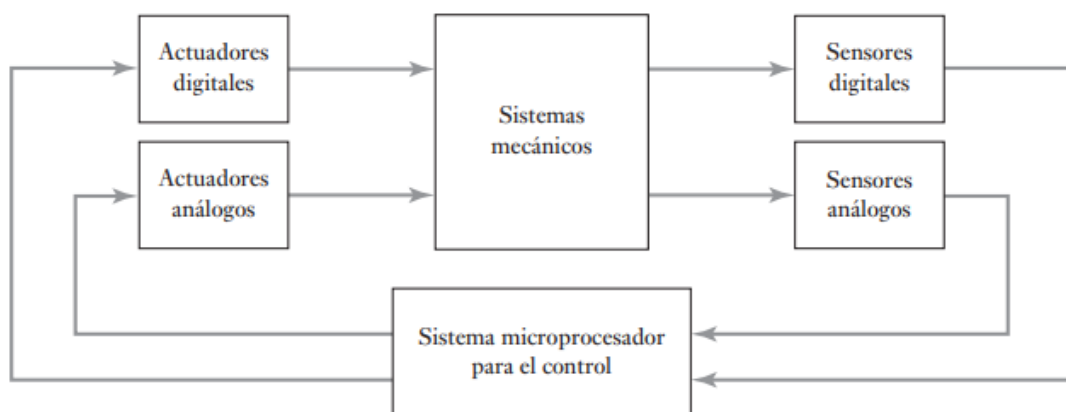 Actuadores
digitales
Sistemas
mecánicos
Sensores
digitales
Actuadores
análogos
Sensores
análogos
Sistema microprocesador
para el control